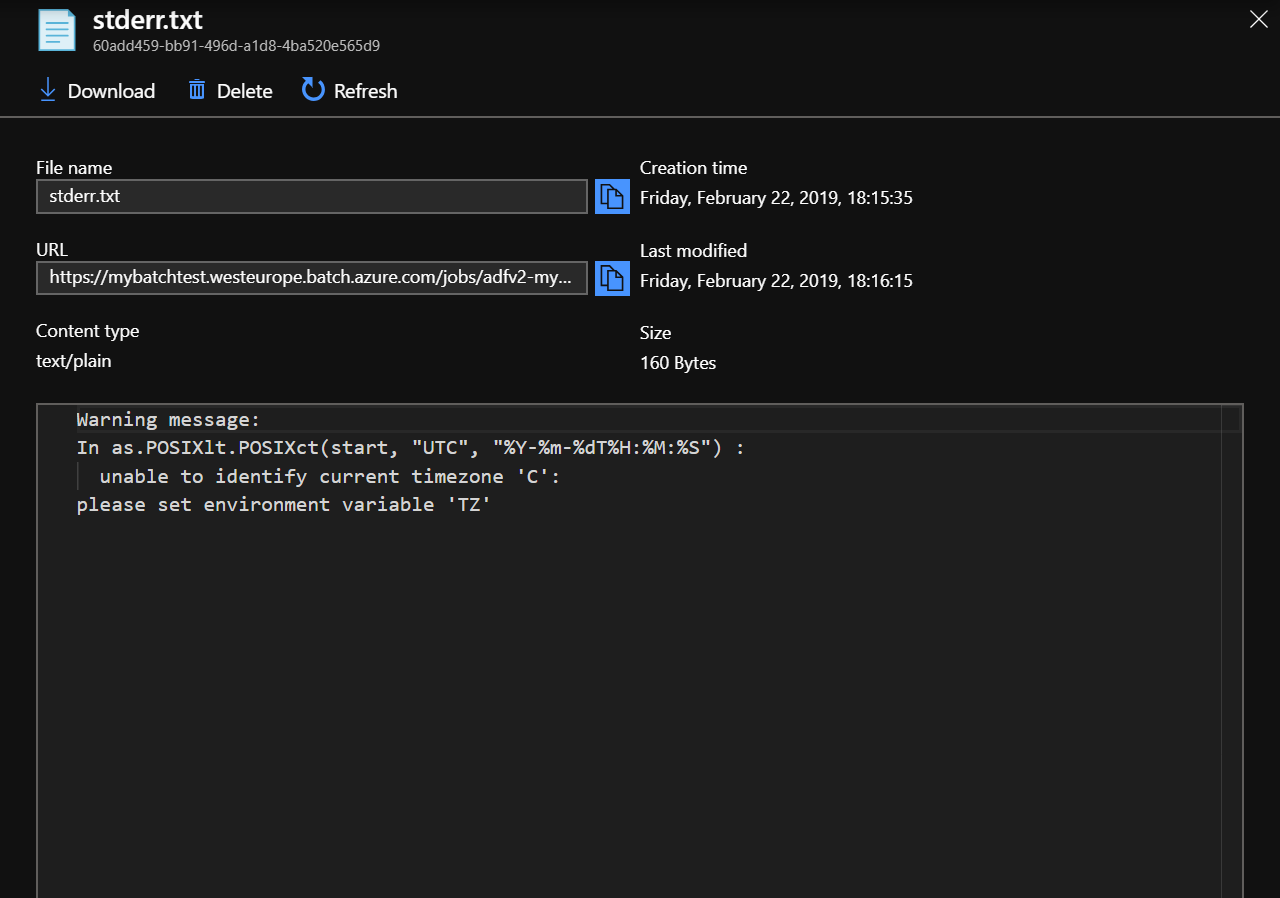 stderr.txt
60add459-bb91-496d-a1d8-4ba520e565d9
Download
Delete
Refresh
File name
stderr.txt
Creation time
Friday, February 22, 2019, 18:15:35
URL
https://mybatchtest.westeurope.batch.azure.com/jobs/adfv2-my...
Last modified
Friday, February 22, 2019, 18:16:15
Content type
text/plain
Size
160 Bytes
Warning message:
In as.POSIXlt.POSIXct(start, "UTC", "%Y-%m-%dT%H:%M:%S") :
  unable to identify current timezone 'C':
please set environment variable 'TZ'